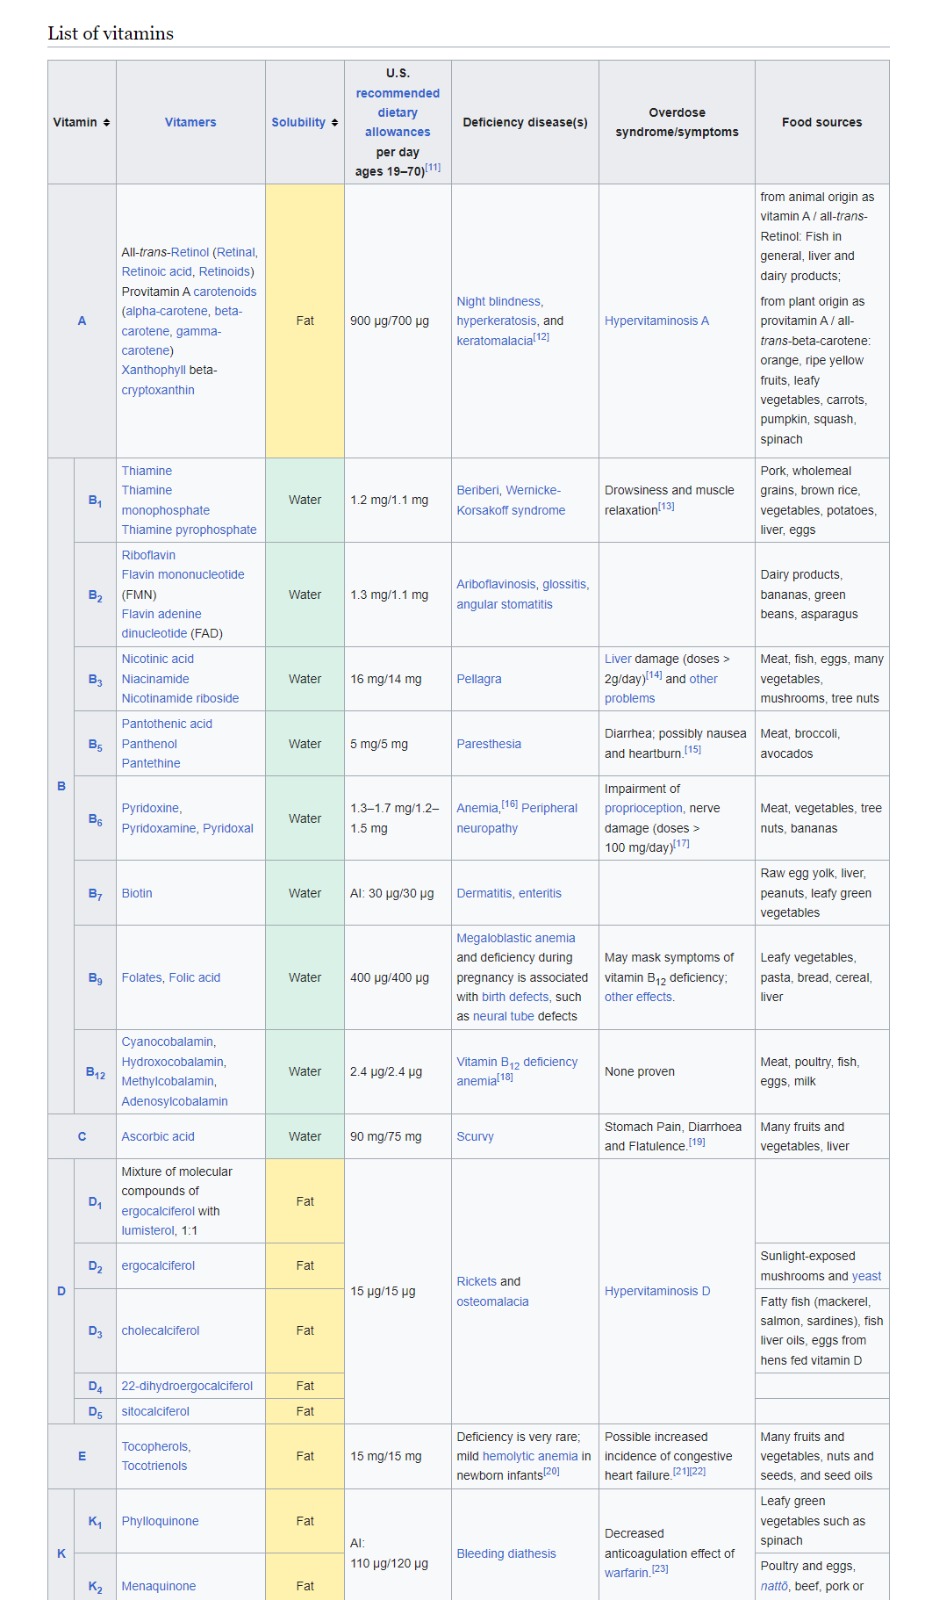 List of vitamins
Vitamin
Vitamers
Solubility
U.S.
recommended
dietary
allowances
per day
ages 19–70)[11]
Deficiency disease(s)
Overdose
syndrome/symptoms
Food sources
A
All-trans-Retinol (Retinal,
Retinoic acid, Retinoids)
Provitamin A carotenoids
(alpha-carotene, beta-
carotene, gamma-
carotene)
Xanthophyll beta-
cryptoxanthin
Fat
900 µg/700 µg
Night blindness,
hyperkeratosis, and
keratomalacia[12]
Hypervitaminosis A
from animal origin as
vitamin A / all-trans-
Retinol: Fish in
general, liver and
dairy products;
from plant origin as
provitamin A / all-
trans-beta-carotene:
orange, ripe yellow
fruits, leafy
vegetables, carrots,
pumpkin, squash,
spinach
B
B1
Thiamine
Thiamine
monophosphate
Thiamine pyrophosphate
Water
1.2 mg/1.1 mg
Beriberi, Wernicke-
Korsakoff syndrome
Drowsiness and muscle
relaxation[13]
Pork, wholemeal
grains, brown rice,
vegetables, potatoes,
liver, eggs
B2
Riboflavin
Flavin mononucleotide
(FMN)
Flavin adenine
dinucleotide (FAD)
Water
1.3 mg/1.1 mg
Ariboflavinosis, glossitis,
angular stomatitis
Dairy products,
bananas, green
beans, asparagus
B3
Nicotinic acid
Niacinamide
Nicotinamide riboside
Water
16 mg/14 mg
Pellagra
Liver damage (doses >
2g/day)[14] and other
problems
Meat, fish, eggs, many
vegetables,
mushrooms, tree nuts
B5
Pantothenic acid
Panthenol
Pantethine
Water
5 mg/5 mg
Paresthesia
Diarrhea; possibly nausea
and heartburn.[15]
Meat, broccoli,
avocados
B6
Pyridoxine,
Pyridoxamine, Pyridoxal
Water
1.3–1.7 mg/1.2–
1.5 mg
Anemia,[16] Peripheral
neuropathy
Impairment of
proprioception, nerve
damage (doses >
100 mg/day)[17]
Meat, vegetables, tree
nuts, bananas
B7
Biotin
Water
AI: 30 µg/30 µg
Dermatitis, enteritis
Raw egg yolk, liver,
peanuts, leafy green
vegetables
B9
Folates, Folic acid
Water
400 µg/400 µg
Megaloblastic anemia
and deficiency during
pregnancy is associated
with birth defects, such
as neural tube defects
May mask symptoms of
vitamin B12 deficiency;
other effects.
Leafy vegetables,
pasta, bread, cereal,
liver
B12
Cyanocobalamin,
Hydroxocobalamin,
Methylcobalamin,
Adenosylcobalamin
Water
2.4 µg/2.4 µg
Vitamin B12 deficiency
anemia[18]
None proven
Meat, poultry, fish,
eggs, milk
C
Ascorbic acid
Water
90 mg/75 mg
Scurvy
Stomach Pain, Diarrhoea
and Flatulence.[19]
Many fruits and
vegetables, liver
D
D1
Mixture of molecular
compounds of
ergocalciferol with
lumisterol, 1:1
Fat
15 µg/15 µg
Rickets and
osteomalacia
Hypervitaminosis D
D2
ergocalciferol
Fat
Sunlight-exposed
mushrooms and yeast
D3
cholecalciferol
Fat
Fatty fish (mackerel,
salmon, sardines), fish
liver oils, eggs from
hens fed vitamin D
D4
22-dihydroergocalciferol
Fat
D5
sitocalciferol
Fat
E
Tocopherols,
Tocotrienols
Fat
15 mg/15 mg
Deficiency is very rare;
mild hemolytic anemia in
newborn infants[20]
Possible increased
incidence of congestive
heart failure.[21][22]
Many fruits and
vegetables, nuts and
seeds, and seed oils
K
K1
Phylloquinone
Fat
AI:
110 µg/120 µg
Bleeding diathesis
Decreased
anticoagulation effect of
warfarin.[23]
Leafy green
vegetables such as
spinach
K2
Menaquinone
Fat
Poultry and eggs,
nattō, beef, pork or